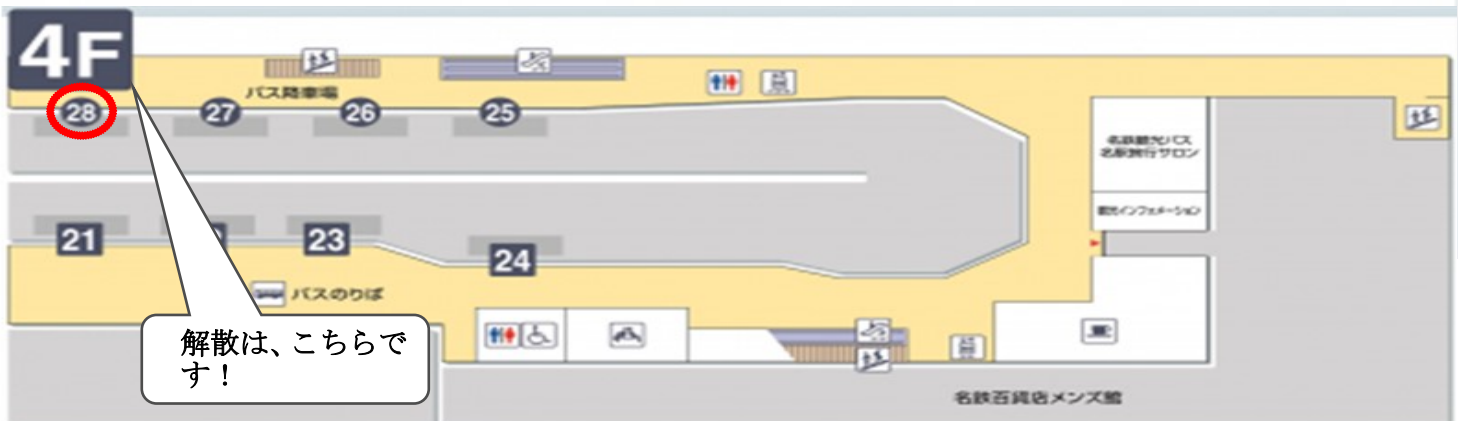 4F
バス降車場
28
27
26
25
名鉄観光バス
名駅旅行サロン
観光インフォメーション
21
23
24
バスのりば
解散は、こちらで
す！
名鉄百貨店メンズ館